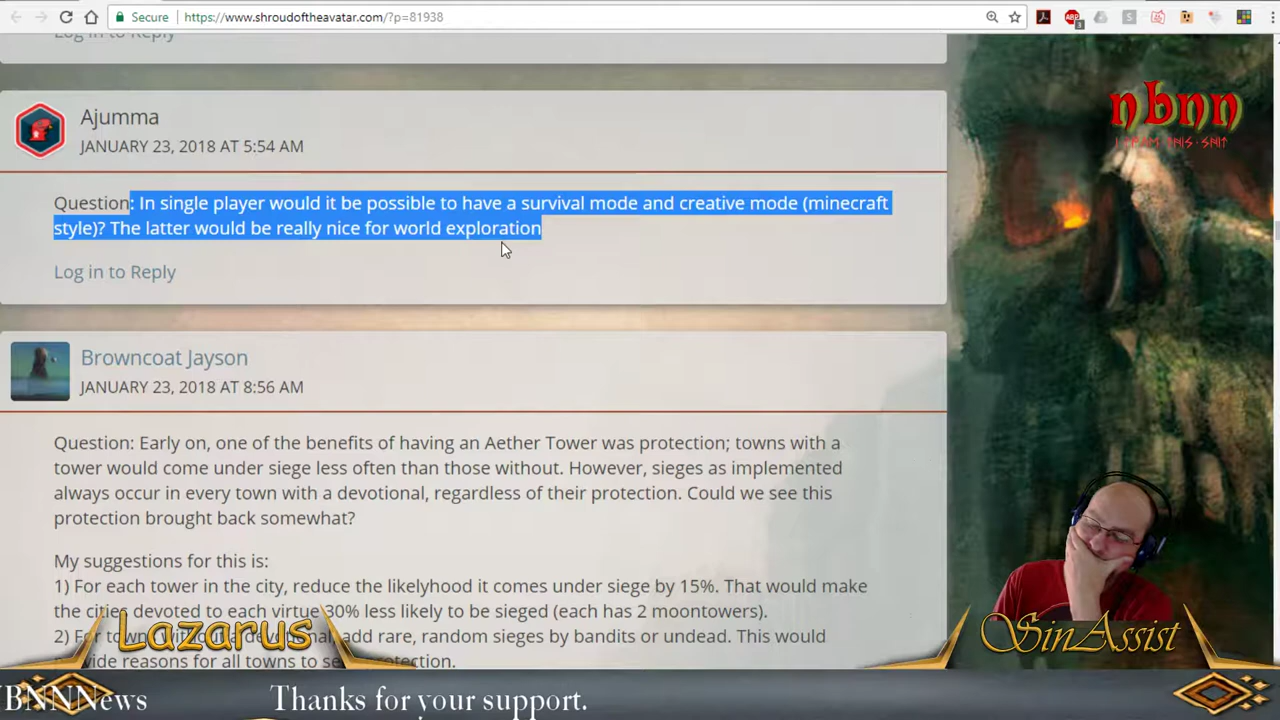 Secure
https://www.shroudoftheavatar.com/?p=81938
Log in to Reply
Ajumma
JANUARY 23, 2018 AT 5:54 AM
nbnn
Question: In single player would it be possible to have a survival mode and creative mode (minecraft
style)? The latter would be really nice for world exploration
Log in to Reply
Browncoat Jayson
JANUARY 23, 2018 AT 8:56 AM
Question: Early on, one of the benefits of having an Aether Tower was protection; towns with a
tower would come under siege less often than those without. However, sieges as implemented
always occur in every town with a devotional, regardless of their protection. Could we see this
protection brought back somewhat?
My suggestions for this is:
1) For each tower in the city, reduce the likelyhood it comes under siege by 15%. That would make
the cities devoted to each virtue 30% less likely to be sieged (each has 2 moontowers).
2) For add rare, random sieges by bandits or undead. This would
reasons for all towns to protection.
Lazarus
SinAssist
BNNNews
Thanks for your support.